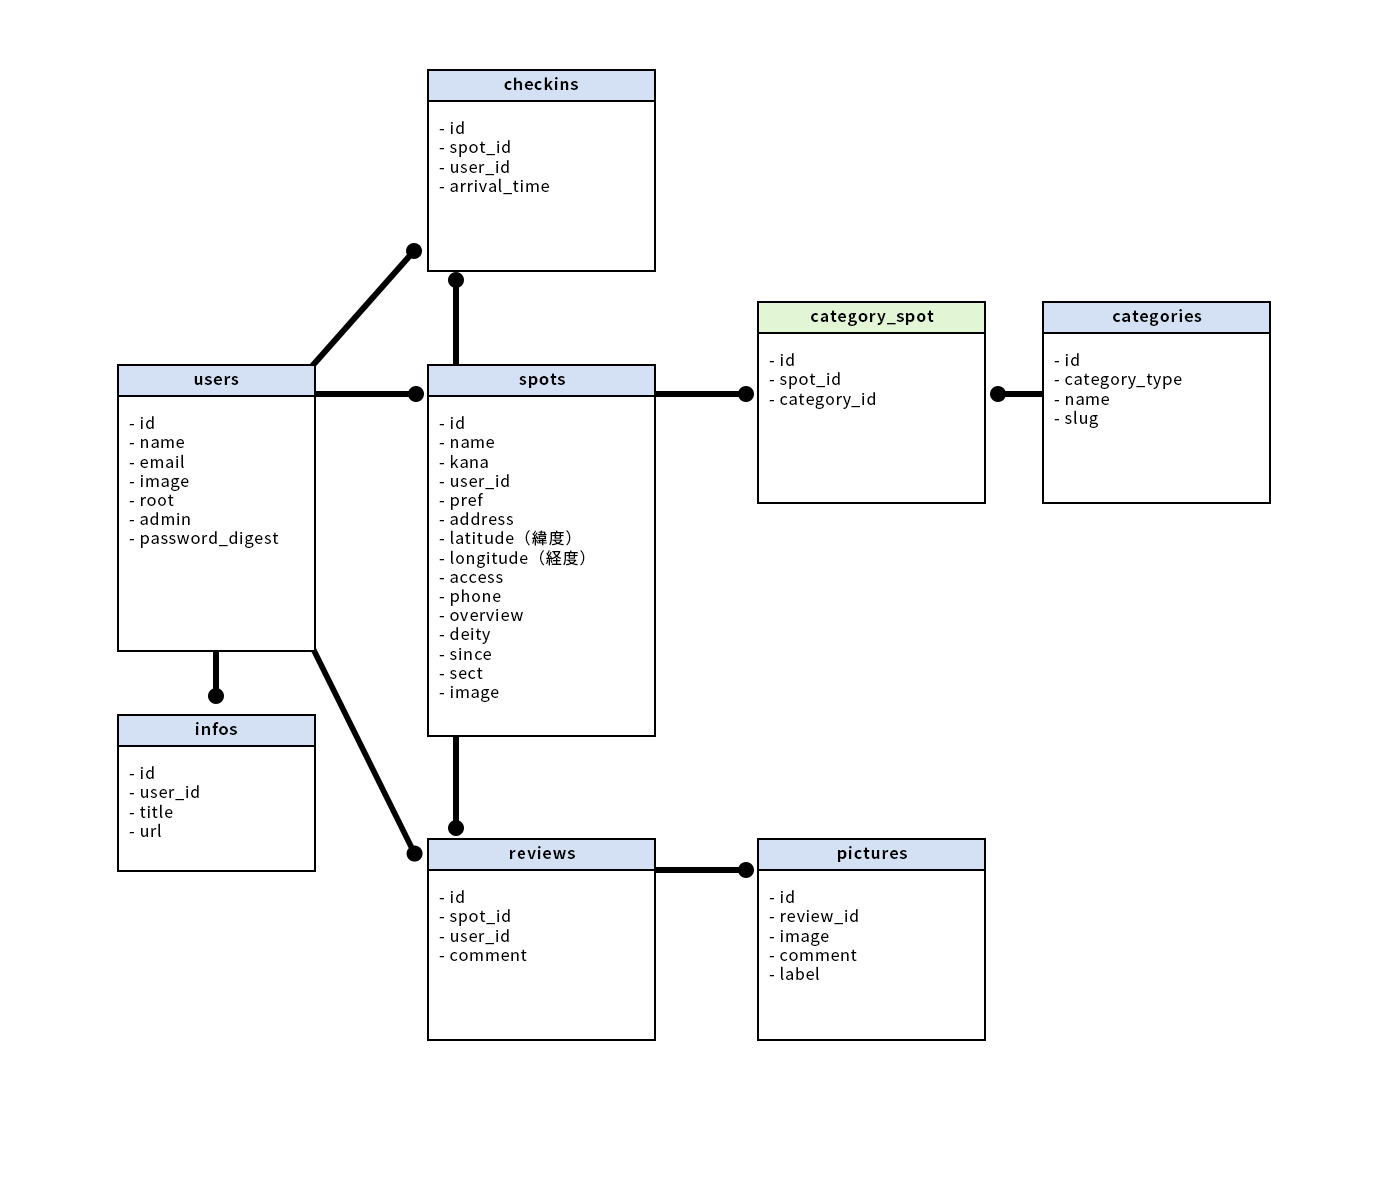 checkins
- id
- spot_id
- user_id
- arrival_time
users
- id
- name
- email
- image
- root
- admin
- password_digest
spots
- id
- name
- kana
- user_id
- pref
- address
- latitude（緯度）
- longitude（経度）
- access
- phone
- overview
- deity
- since
- sect
- image
category_spot
- id
- spot_id
- category_id
categories
- id
- category_type
- name
- slug
infos
- id
- user_id
- title
- url
reviews
- id
- spot_id
- user_id
- comment
pictures
- id
- review_id
- image
- comment
- label